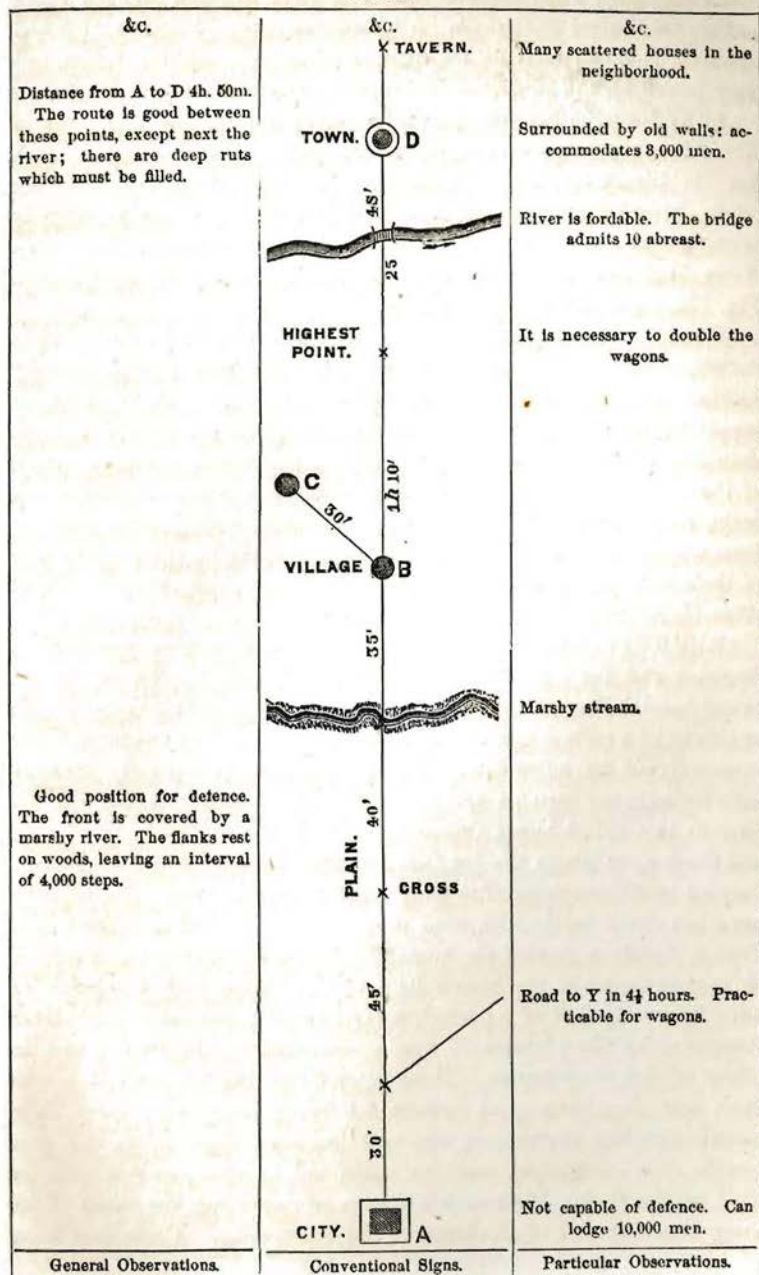 &c.
&c.
&c.
Distance from A to D 4h. 50m.
The route is good between
these points, except next the
river; there are deep ruts
which must be filled.
Good position for defence.
The front is covered by a
marshy river. The flanks rest
on woods, leaving an interval
of 4,000 steps.
TAVERN.
TOWN. D
48'
25
HIGHEST
POINT.
C
1h 10'
30'
VILLAGE B
35'
40'
PLAIN.
CROSS
45'
30'
CITY. A
Many scattered houses in the
neighborhood.
Surrounded by old walls: ac-
commodates 8,000 men.
River is fordable. The bridge
admits 10 abreast.
It is necessary to double the
wagons.
Marshy stream.
Road to Y in 4½ hours. Prac-
ticable for wagons.
Not capable of defence. Can
lodge 10,000 men.
General Observations.
Conventional Signs.
Particular Observations.